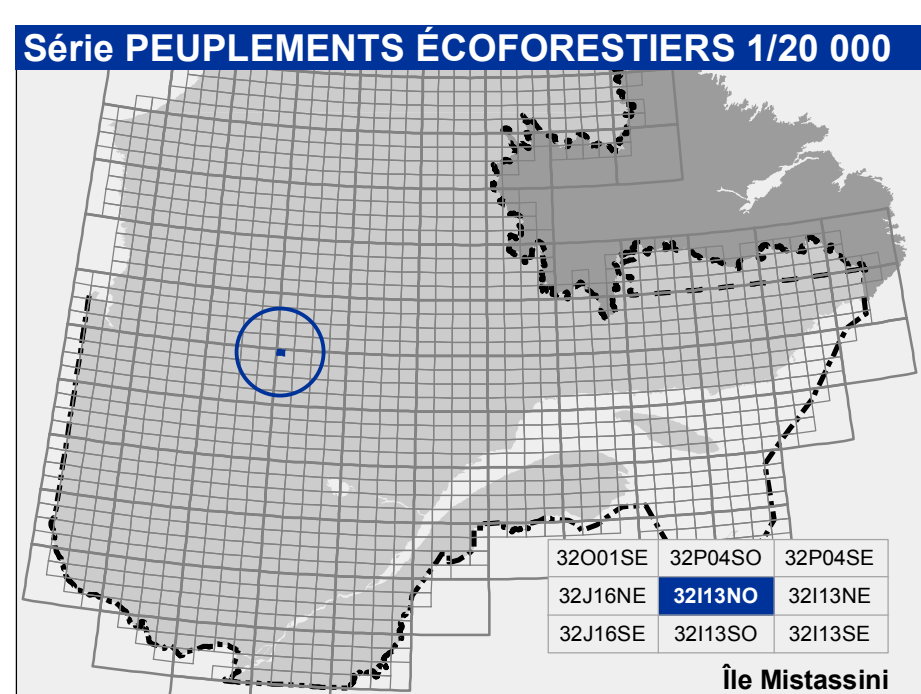 Série PEUPLEMENTS ÉCOFORESTIERS 1/20 000
32O01SE 32P04SO 32P04SE
32J16NE 32I13NO 32I13NE
32J16SE 32I13SO 32I13SE
Île Mistassini